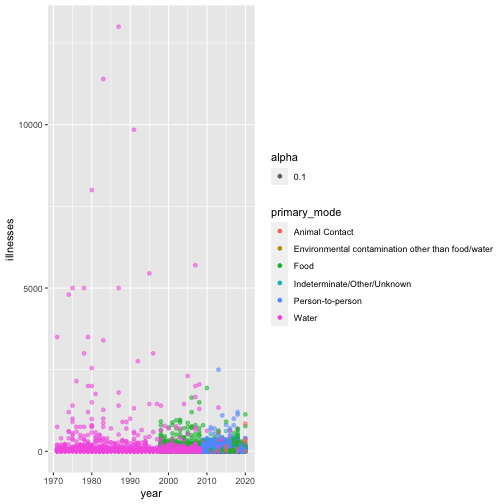 illnesses
10000
5000
0
1970
1980
1990
2000
2010
2020
year
alpha
0.1
primary_mode
Animal Contact
Environmental contamination other than food/water
Food
Indeterminate/Other/Unknown
Person-to-person
Water